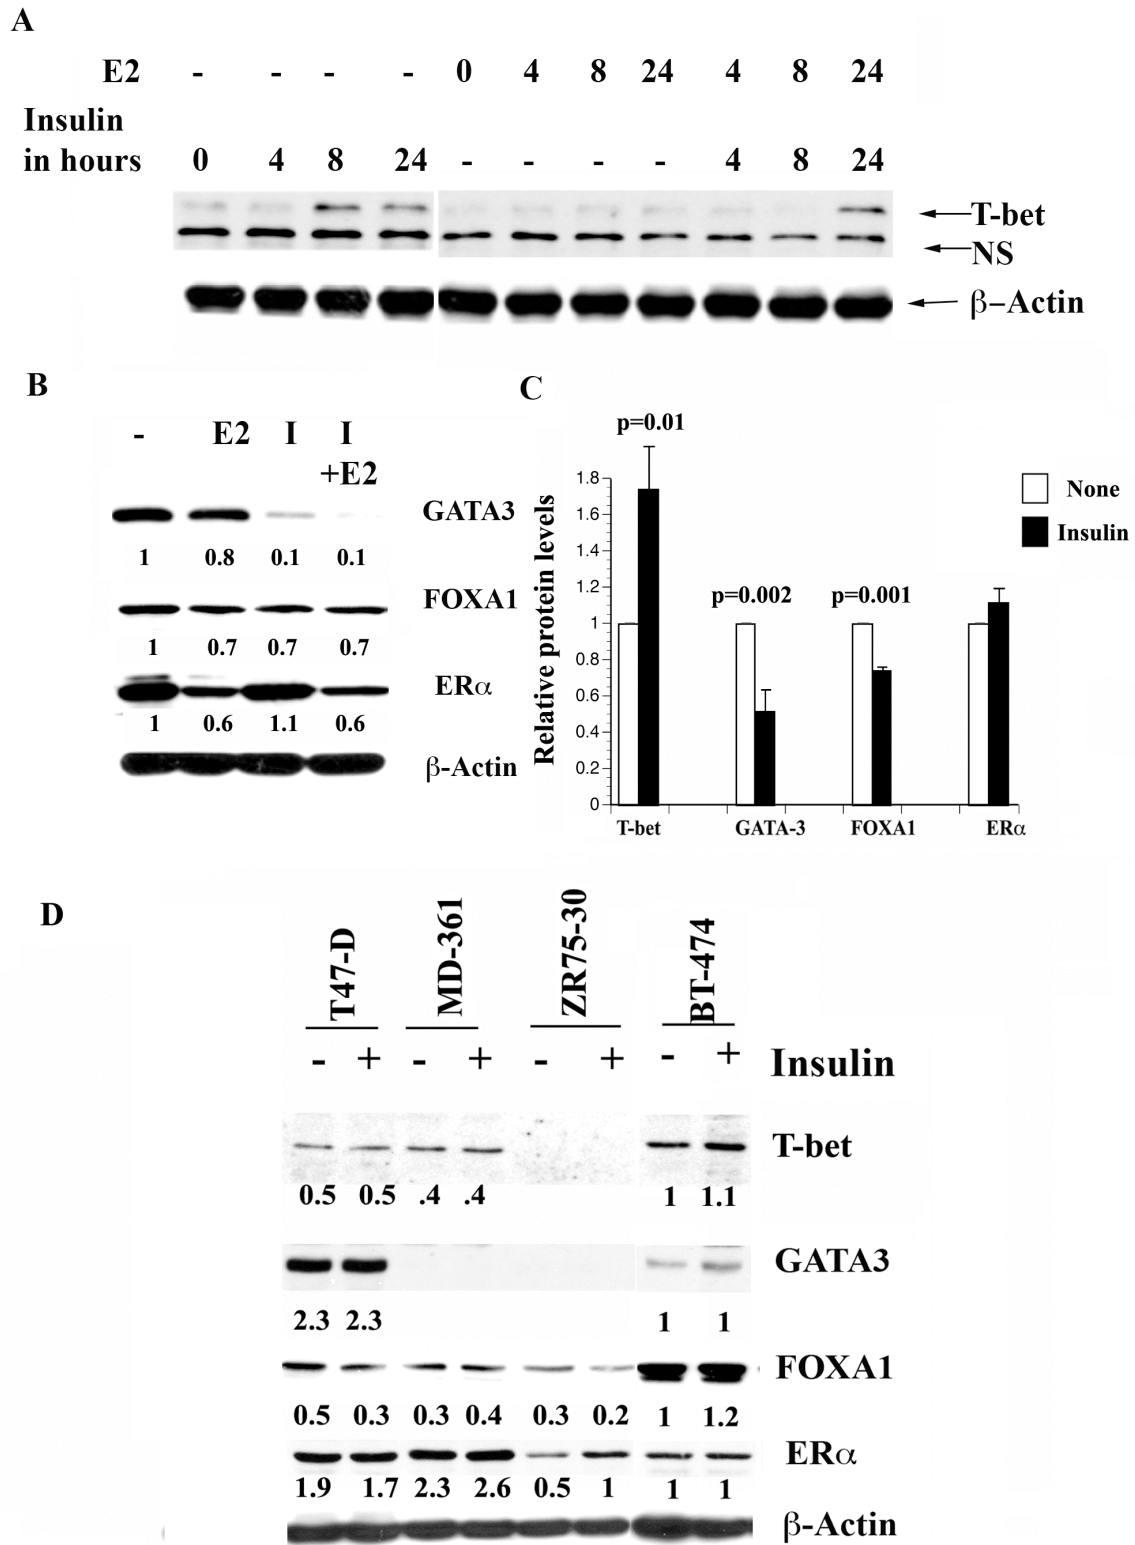 A
E2 - - - - 0 4 8 24 4 8 24
Insulin
in hours 0 4 8 24 - - - - 4 8 24
T-bet
NS
β–Actin
B
- E2 I I
+E2
GATA3
1 0.8 0.1 0.1
FOXA1
1 0.7 0.7 0.7
ERα
1 0.6 1.1 0.6
β-Actin
C
p=0.01
p=0.002
p=0.001
None
Insulin
Relative protein levels
1.8
1.6
1.4
1.2
1
0.8
0.6
0.4
0.2
0
T-bet GATA-3 FOXA1 ERα
D
T47-D MD-361 ZR75-30 BT-474
- + - + - + - + Insulin
T-bet
0.5 0.5 .4 .4 1 1.1
GATA3
2.3 2.3 1 1
FOXA1
0.5 0.3 0.3 0.4 0.3 0.2 1 1.2
ERα
1.9 1.7 2.3 2.6 0.5 1 1 1
β-Actin